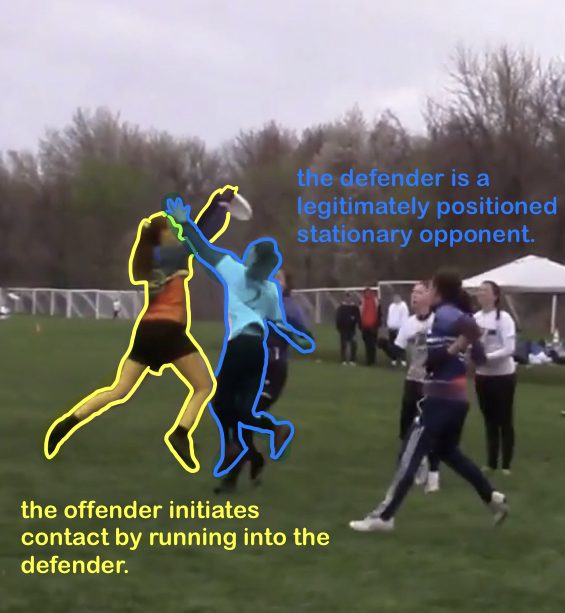 the defender is a
legitimately positioned
stationary opponent.
the offender initiates
contact by running into the
defender.